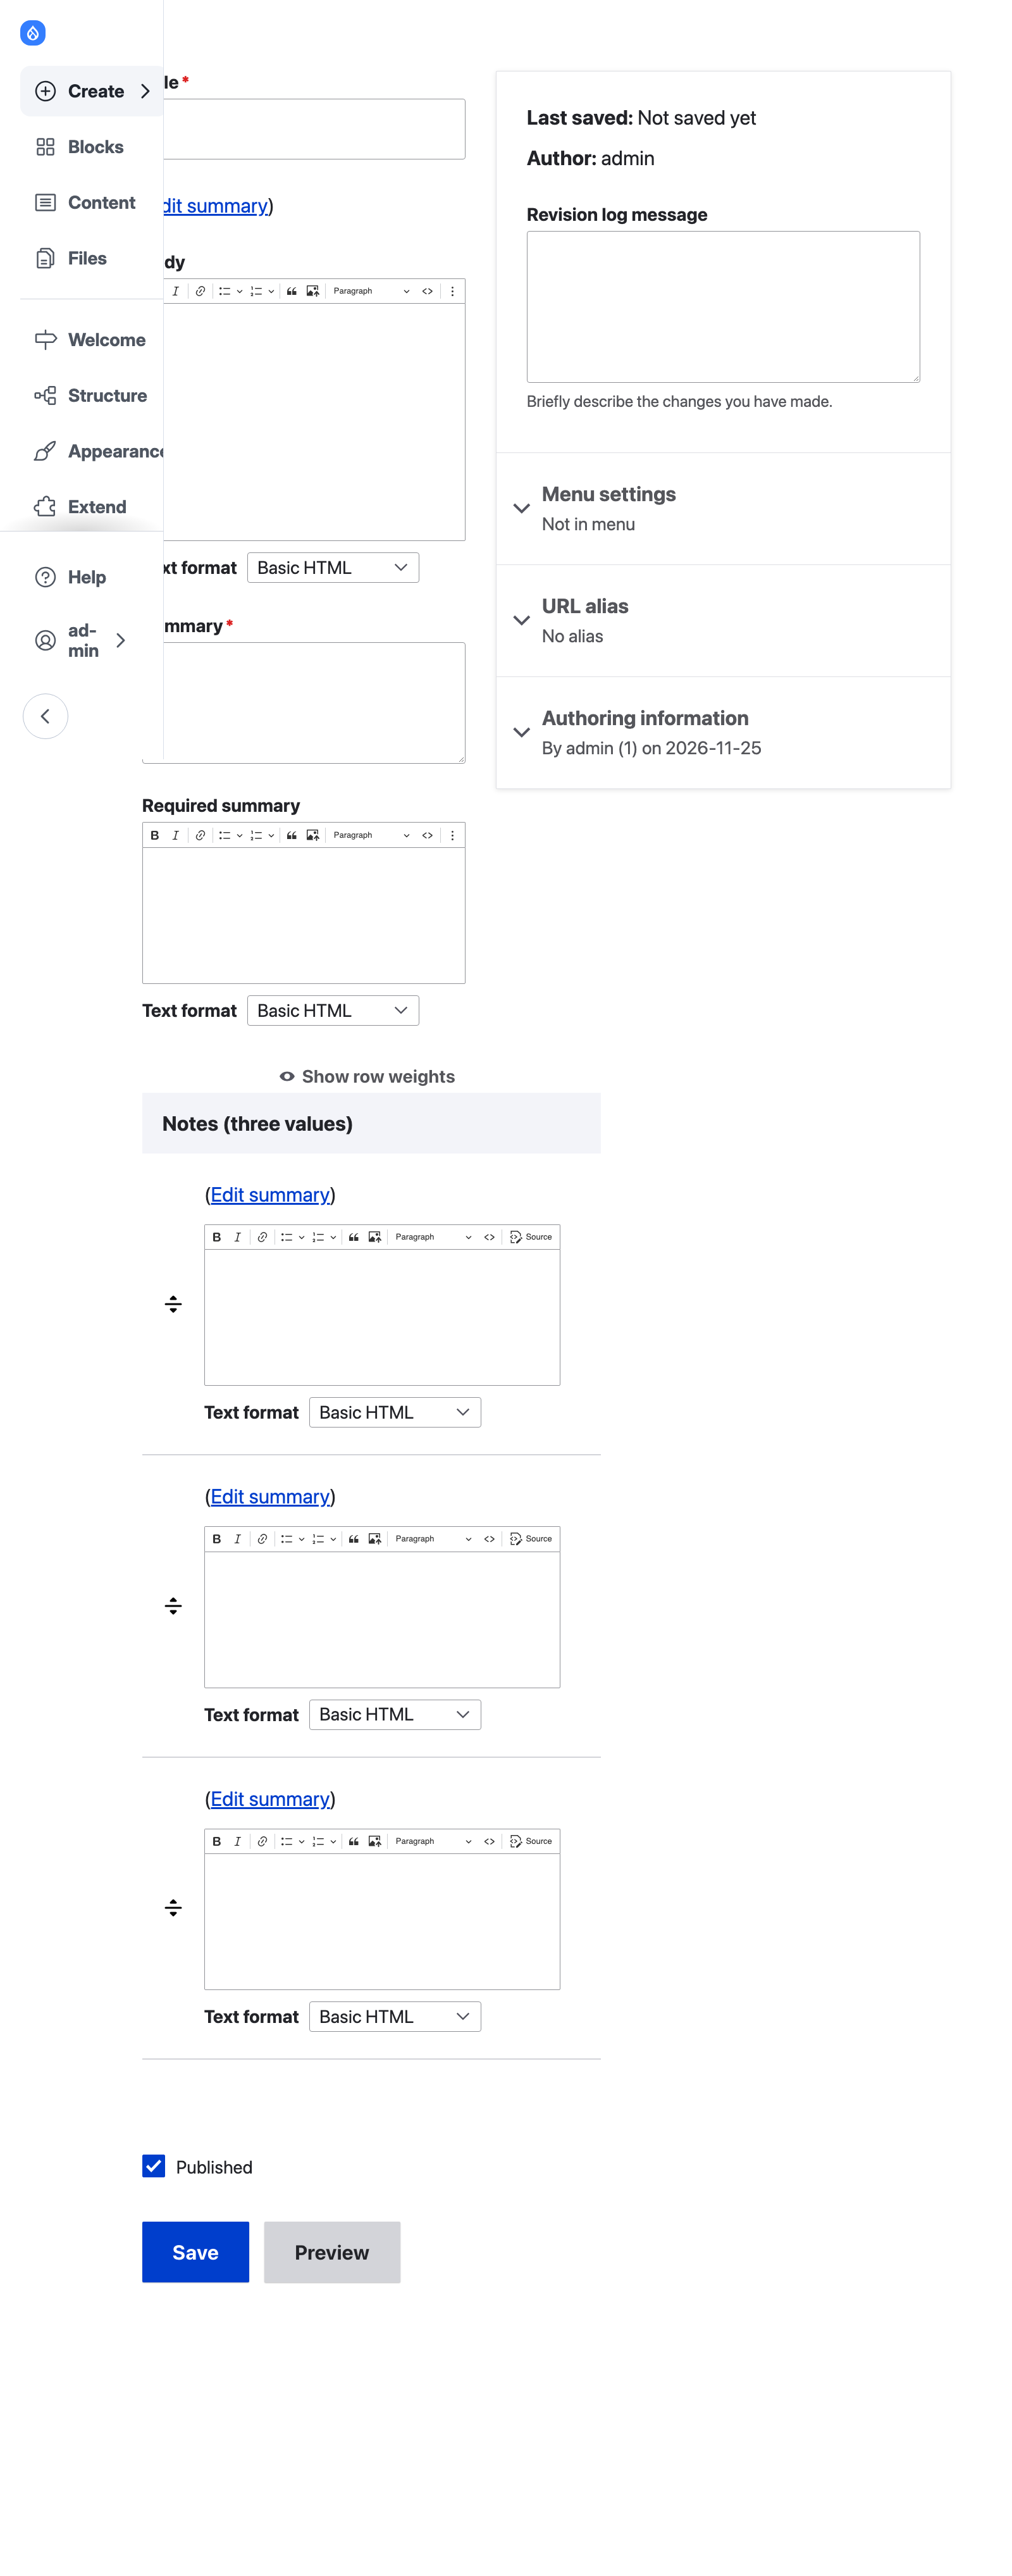 Create
Blocks
Content
Files
Welcome
Structure
Appearance
Extend
Help
ad-
min
le*
dit summary)
dy
Paragraph
xt format Basic HTML
mmary*
Required summary
B I Paragraph
Text format Basic HTML
Show row weights
Notes (three values)
(Edit summary)
B I Paragraph Source
Text format Basic HTML
(Edit summary)
B I Paragraph Source
Text format Basic HTML
(Edit summary)
B I Paragraph Source
Text format Basic HTML
Published
Save Preview
Last saved: Not saved yet
Author: admin
Revision log message
Briefly describe the changes you have made.
Menu settings
Not in menu
URL alias
No alias
Authoring information
By admin (1) on 2026-11-25